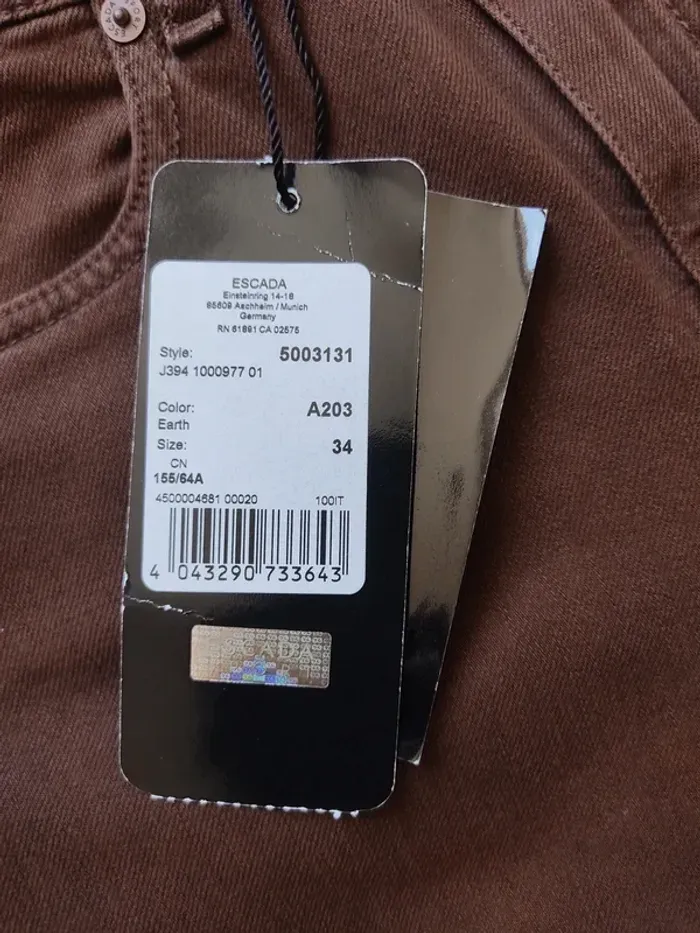 ESCADA
ESCADA
Einsteinring 14-18
85609 Aschheim / Munich
Germany
RN 61891 CA 02575
Style: 5003131
J394 1000977 01
Color: A203
Earth
Size: 34
CN
155/64A
4500004681 00020 100IT
4 043290 733643
ESCADA